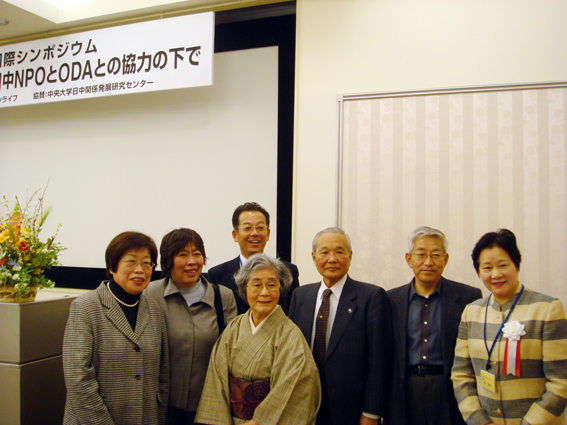 際シンポジウム
中NPOとODAとの協力の下で
ンライフ 協賛:中央大学日中関係発展研究センター